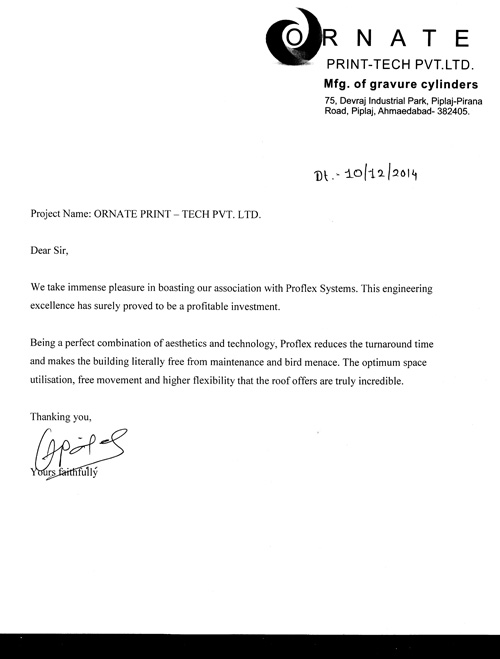 ORNATE
PRINT-TECH PVT.LTD.
Mfg. of gravure cylinders
75, Devraj Industrial Park, Piplaj-Pirana
Road, Piplaj, Ahmaedabad- 382405.
Dt.- 10/12/2014
Project Name: ORNATE PRINT – TECH PVT. LTD.
Dear Sir,
We take immense pleasure in boasting our association with Proflex Systems. This engineering
excellence has surely proved to be a profitable investment.
Being a perfect combination of aesthetics and technology, Proflex reduces the turnaround time
and makes the building literally free from maintenance and bird menace. The optimum space
utilisation, free movement and higher flexibility that the roof offers are truly incredible.
Thanking you,
Yours faithfully